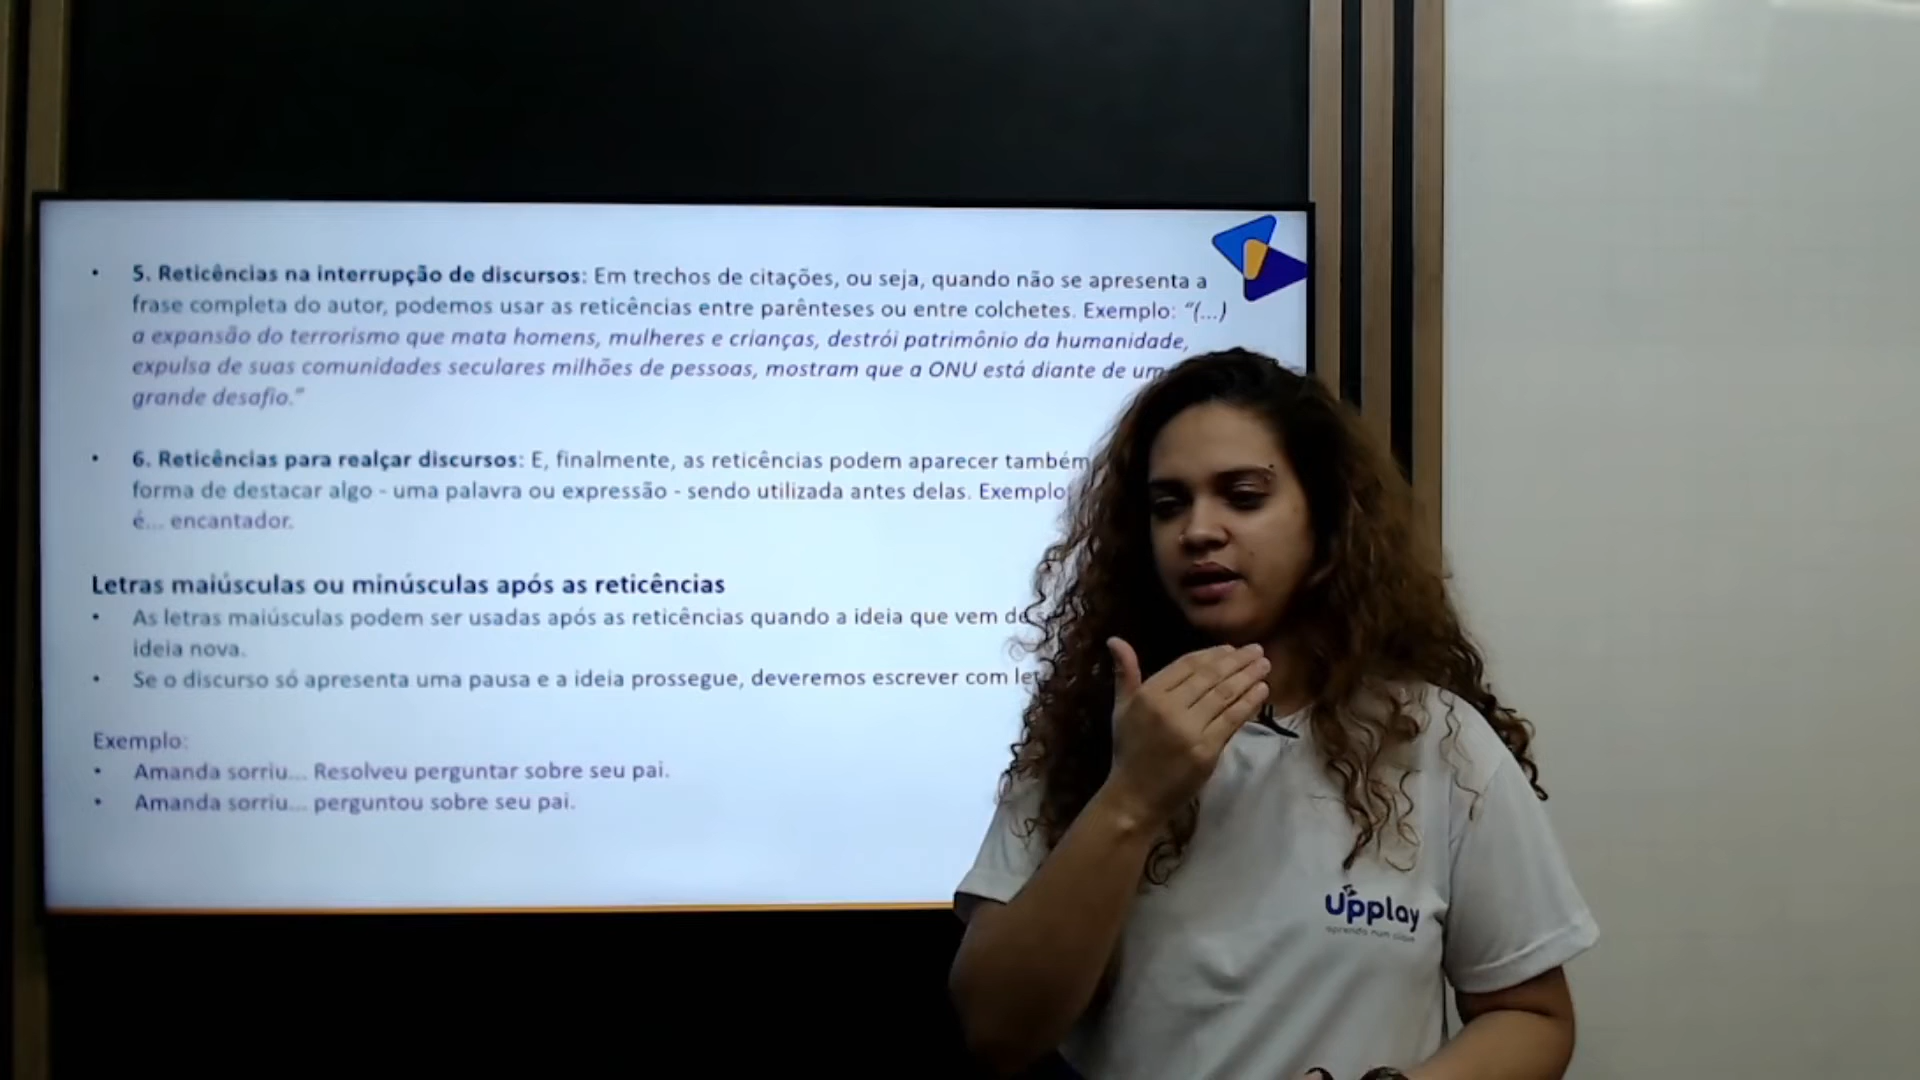 • 5. Reticências na interrupção de discursos: Em trechos de citações, ou seja, quando não se apresenta a
frase completa do autor, podemos usar as reticências entre parênteses ou entre colchetes. Exemplo: “(...)
a expansão do terrorismo que mata homens, mulheres e crianças, destrói patrimônio da humanidade,
expulsa de suas comunidades seculares milhões de pessoas, mostram que a ONU está diante de um
grande desafio.”
• 6. Reticências para realçar discursos: E, finalmente, as reticências podem aparecer também
forma de destacar algo - uma palavra ou expressão - sendo utilizada antes delas. Exemplo:
é... encantador.
Letras maiúsculas ou minúsculas após as reticências
• As letras maiúsculas podem ser usadas após as reticências quando a ideia que vem
ideia nova.
• Se o discurso só apresenta uma pausa e a ideia prossegue, deveremos escrever com
Exemplo:
• Amanda sorriu... Resolveu perguntar sobre seu pai.
• Amanda sorriu... perguntou sobre seu pai.
Upplay
aprenda num